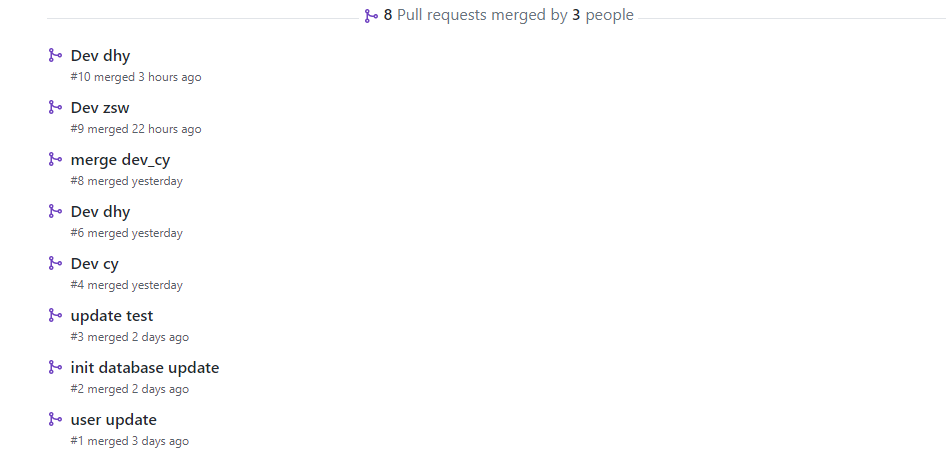 8 Pull requests merged by 3 people
Dev dhy
#10 merged 3 hours ago
Dev zsw
#9 merged 22 hours ago
merge dev_cy
#8 merged yesterday
Dev dhy
#6 merged yesterday
Dev cy
#4 merged yesterday
update test
#3 merged 2 days ago
init database update
#2 merged 2 days ago
user update
#1 merged 3 days ago